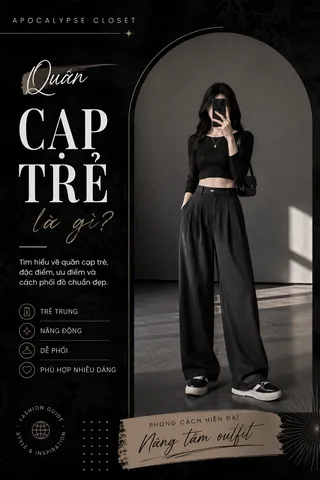 APOCALYPSE CLOSET
Quần
CẠP
TRẺ
là gì?
Tìm hiểu về quần cạp trẻ,
đặc điểm, ưu điểm và
cách phối đồ chuẩn đẹp.
TRẺ TRUNG
NĂNG ĐỘNG
DỄ PHỐI
PHÙ HỢP NHIỀU DÁNG
FASHION GUIDE
STYLE & INSPIRATION
PHONG CÁCH HIỆN ĐẠI
Nâng tầm outfit